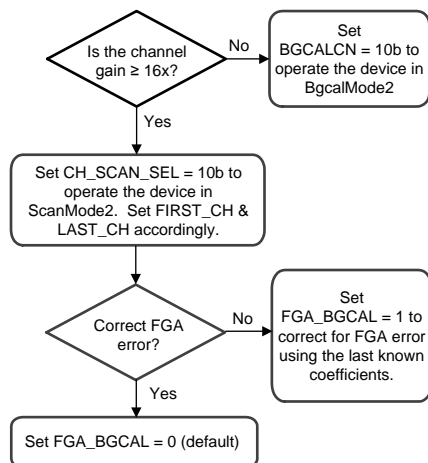 Is the channel
gain ≥ 16x?
No
Set
BGCALCN = 10b to
operate the device in
BgcalMode2
Yes
Set CH_SCAN_SEL = 10b to
operate the device in
ScanMode2. Set FIRST_CH &
LAST_CH accordingly.
Correct FGA
error?
No
Set
FGA_BGCAL = 1 to
correct for FGA error
using the last known
coefficients.
Yes
Set FGA_BGCAL = 0 (default)